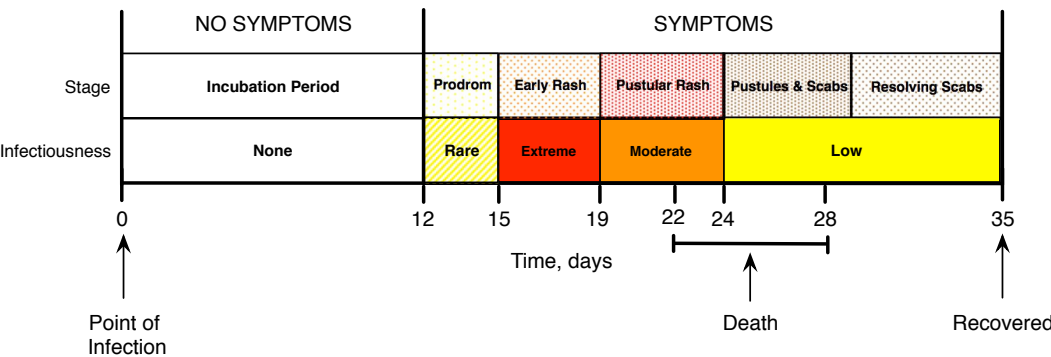 NO SYMPTOMS SYMPTOMS
Stage Incubation Period Prodrom Early Rash Pustular Rash Pustules & Scabs Resolving Scabs
Infectiousness None Rare Extreme Moderate Low
0 12 15 19 22 24 28 35
Time, days
Point of
Infection
Death
Recovered